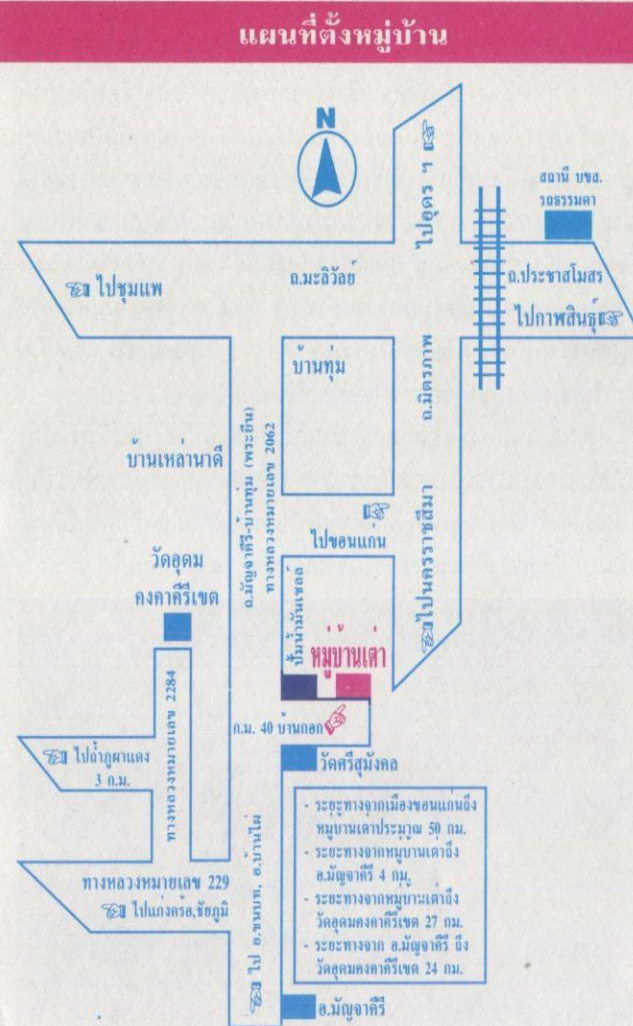 แผนที่ตั้งหมู่บ้าน
N
ไปอุดร ฯ
สถานี บขส.
รถธรรมดา
ไปชุมแพ
ถ.มะลิวัลย์
ถ.ประชาสโมสร
ไปกาฬสินธุ์
บ้านทุ่ม
ถ.มิตรภาพ
บ้านเหล่านาดี
ถ.มัญจาคีรี-บ้านทุ่ม (พระยืน)
ทางหลวงหมายเลข 2062
ไปขอนแก่น
ไปนครราชสีมา
วัดอุดม
คงคาคีรีเขต
ปั๊มน้ำมันเชลล์
หมู่บ้านเต่า
ทางหลวงหมายเลข 2284
ก.ม. 40 บ้านกอก
ไปถ้ำภูผาแดง
3 ก.ม.
วัดศรีสุมังคล
- ระยะทางจากเมืองขอนแก่นถึง
หมู่บ้านเต่าประมาณ 50 กม.
- ระยะทางจากหมู่บ้านเต่าถึง
อ.มัญจาคีรี 4 กม.
- ระยะทางจากหมู่บ้านเต่าถึง
วัดอุดมคงคาคีรีเขต 27 กม.
- ระยะทางจาก อ.มัญจาคีรี ถึง
วัดอุดมคงคาคีรีเขต 24 กม.
ทางหลวงหมายเลข 229
ไปแก่งคร้อ,ชัยภูมิ
ไป อ.ชนบท, อ.บ้านไผ่
อ.มัญจาคีรี